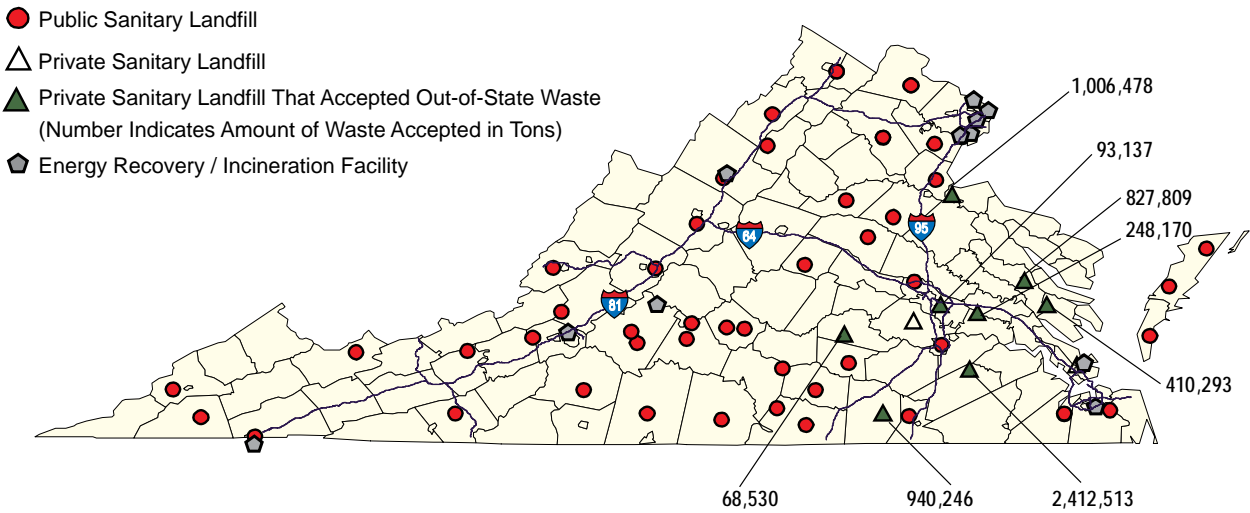 Public Sanitary Landfill
Private Sanitary Landfill
Private Sanitary Landfill That Accepted Out-of-State Waste
(Number Indicates Amount of Waste Accepted in Tons)
Energy Recovery / Incineration Facility
1,006,478
93,137
827,809
248,170
64
95
81
410,293
68,530
940,246
2,412,513